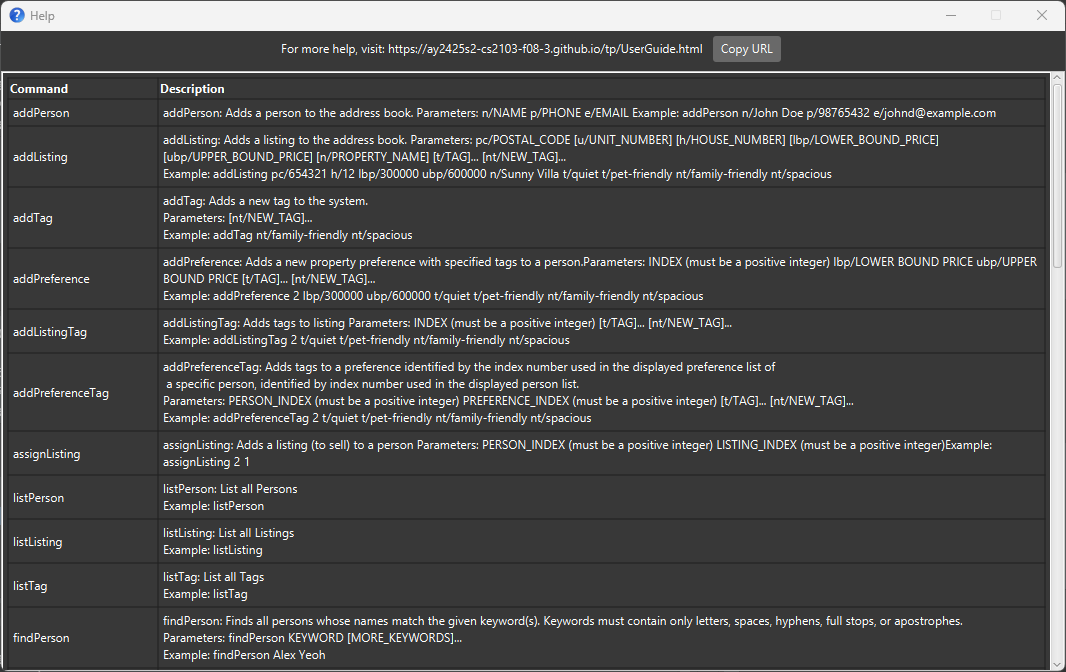 Help
For more help, visit: https://ay2425s2-cs2103-f08-3.github.io/tp/UserGuide.html Copy URL
Command Description
addPerson addPerson: Adds a person to the address book. Parameters: n/NAME p/PHONE e/EMAIL Example: addPerson n/John Doe p/98765432 e/johnd@example.com
addListing
addListing: Adds a listing to the address book. Parameters: pc/POSTAL_CODE [u/UNIT_NUMBER] [h/HOUSE_NUMBER] [lbp/LOWER_BOUND_PRICE]
[ubp/UPPER_BOUND_PRICE] [n/PROPERTY_NAME] [t/TAG]... [nt/NEW_TAG]...
Example: addListing pc/654321 h/12 lbp/300000 ubp/600000 n/Sunny Villa t/quiet t/pet-friendly nt/family-friendly nt/spacious
addTag
addTag: Adds a new tag to the system.
Parameters: [nt/NEW_TAG]...
Example: addTag nt/family-friendly nt/spacious
addPreference
addPreference: Adds a new property preference with specified tags to a person.Parameters: INDEX (must be a positive integer) lbp/LOWER BOUND PRICE ubp/UPPER
BOUND PRICE [t/TAG]... [nt/NEW_TAG]...
Example: addPreference 2 lbp/300000 ubp/600000 t/quiet t/pet-friendly nt/family-friendly nt/spacious
addListingTag
addListingTag: Adds tags to listing Parameters: INDEX (must be a positive integer) [t/TAG]... [nt/NEW_TAG]...
Example: addListingTag 2 t/quiet t/pet-friendly nt/family-friendly nt/spacious
addPreferenceTag
addPreferenceTag: Adds tags to a preference identified by the index number used in the displayed preference list of
a specific person, identified by index number used in the displayed person list.
Parameters: PERSON_INDEX (must be a positive integer) PREFERENCE_INDEX (must be a positive integer) [t/TAG]... [nt/NEW_TAG]...
Example: addPreferenceTag 2 t/quiet t/pet-friendly nt/family-friendly nt/spacious
assignListing
assignListing: Adds a listing (to sell) to a person Parameters: PERSON_INDEX (must be a positive integer) LISTING_INDEX (must be a positive integer)Example:
assignListing 2 1
listPerson
listPerson: List all Persons
Example: listPerson
listListing
listListing: List all Listings
Example: listListing
listTag
listTag: List all Tags
Example: listTag
findPerson
findPerson: Finds all persons whose names match the given keyword(s). Keywords must contain only letters, spaces, hyphens, full stops, or apostrophes.
Parameters: findPerson KEYWORD [MORE_KEYWORDS]...
Example: findPerson Alex Yeoh